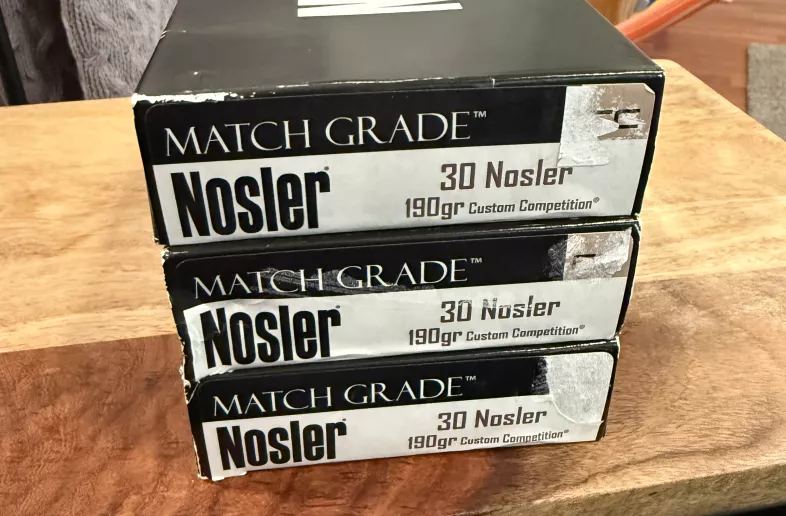 MATCH GRADE™
Nosler®
30 Nosler
190gr Custom Competition®
MATCH GRADE™
Nosler®
30 Nosler
190gr Custom Competition®
MATCH GRADE™
Nosler®
30 Nosler
190gr Custom Competition®